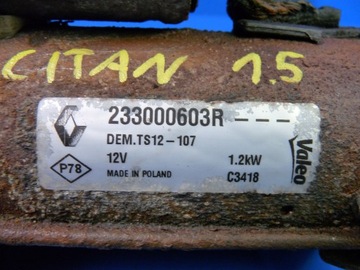 CITAN 1.5
233000603R ---
DEM.TS12-107
12V 1.2kW
P78 MADE IN POLAND C3418
Valeo